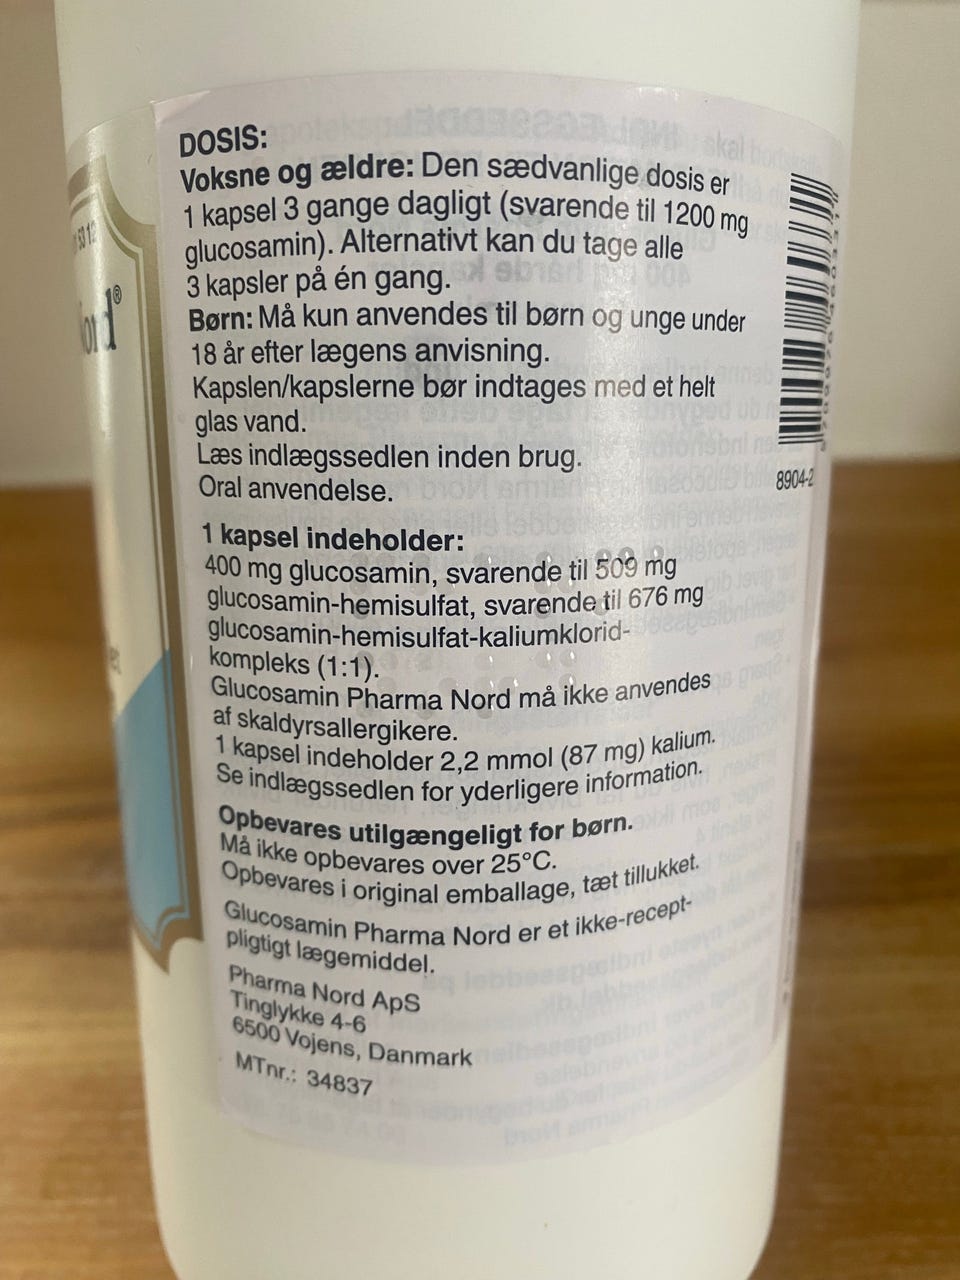 DOSIS:
Voksne og ældre: Den sædvanlige dosis er
1 kapsel 3 gange dagligt (svarende til 1200 mg
glucosamin). Alternativt kan du tage alle
3 kapsler på én gang.
Børn: Må kun anvendes til børn og unge under
18 år efter lægens anvisning.
Kapslen/kapslerne bør indtages med et helt
glas vand.
Læs indlægssedlen inden brug.
Oral anvendelse.
1 kapsel indeholder:
400 mg glucosamin, svarende til 509 mg
glucosamin-hemisulfat, svarende til 676 mg
glucosamin-hemisulfat-kaliumklorid-
kompleks (1:1).
Glucosamin Pharma Nord må ikke anvendes
af skaldyrsallergikere.
1 kapsel indeholder 2,2 mmol (87 mg) kalium.
Se indlægssedlen for yderligere information.
Opbevares utilgængeligt for børn.
Må ikke opbevares over 25°C.
Opbevares i original emballage, tæt tillukket.
Glucosamin Pharma Nord er et ikke-recept-
pligtigt lægemiddel.
Pharma Nord ApS
Tinglykke 4-6
6500 Vojens, Danmark
MTnr.: 34837
8904-2